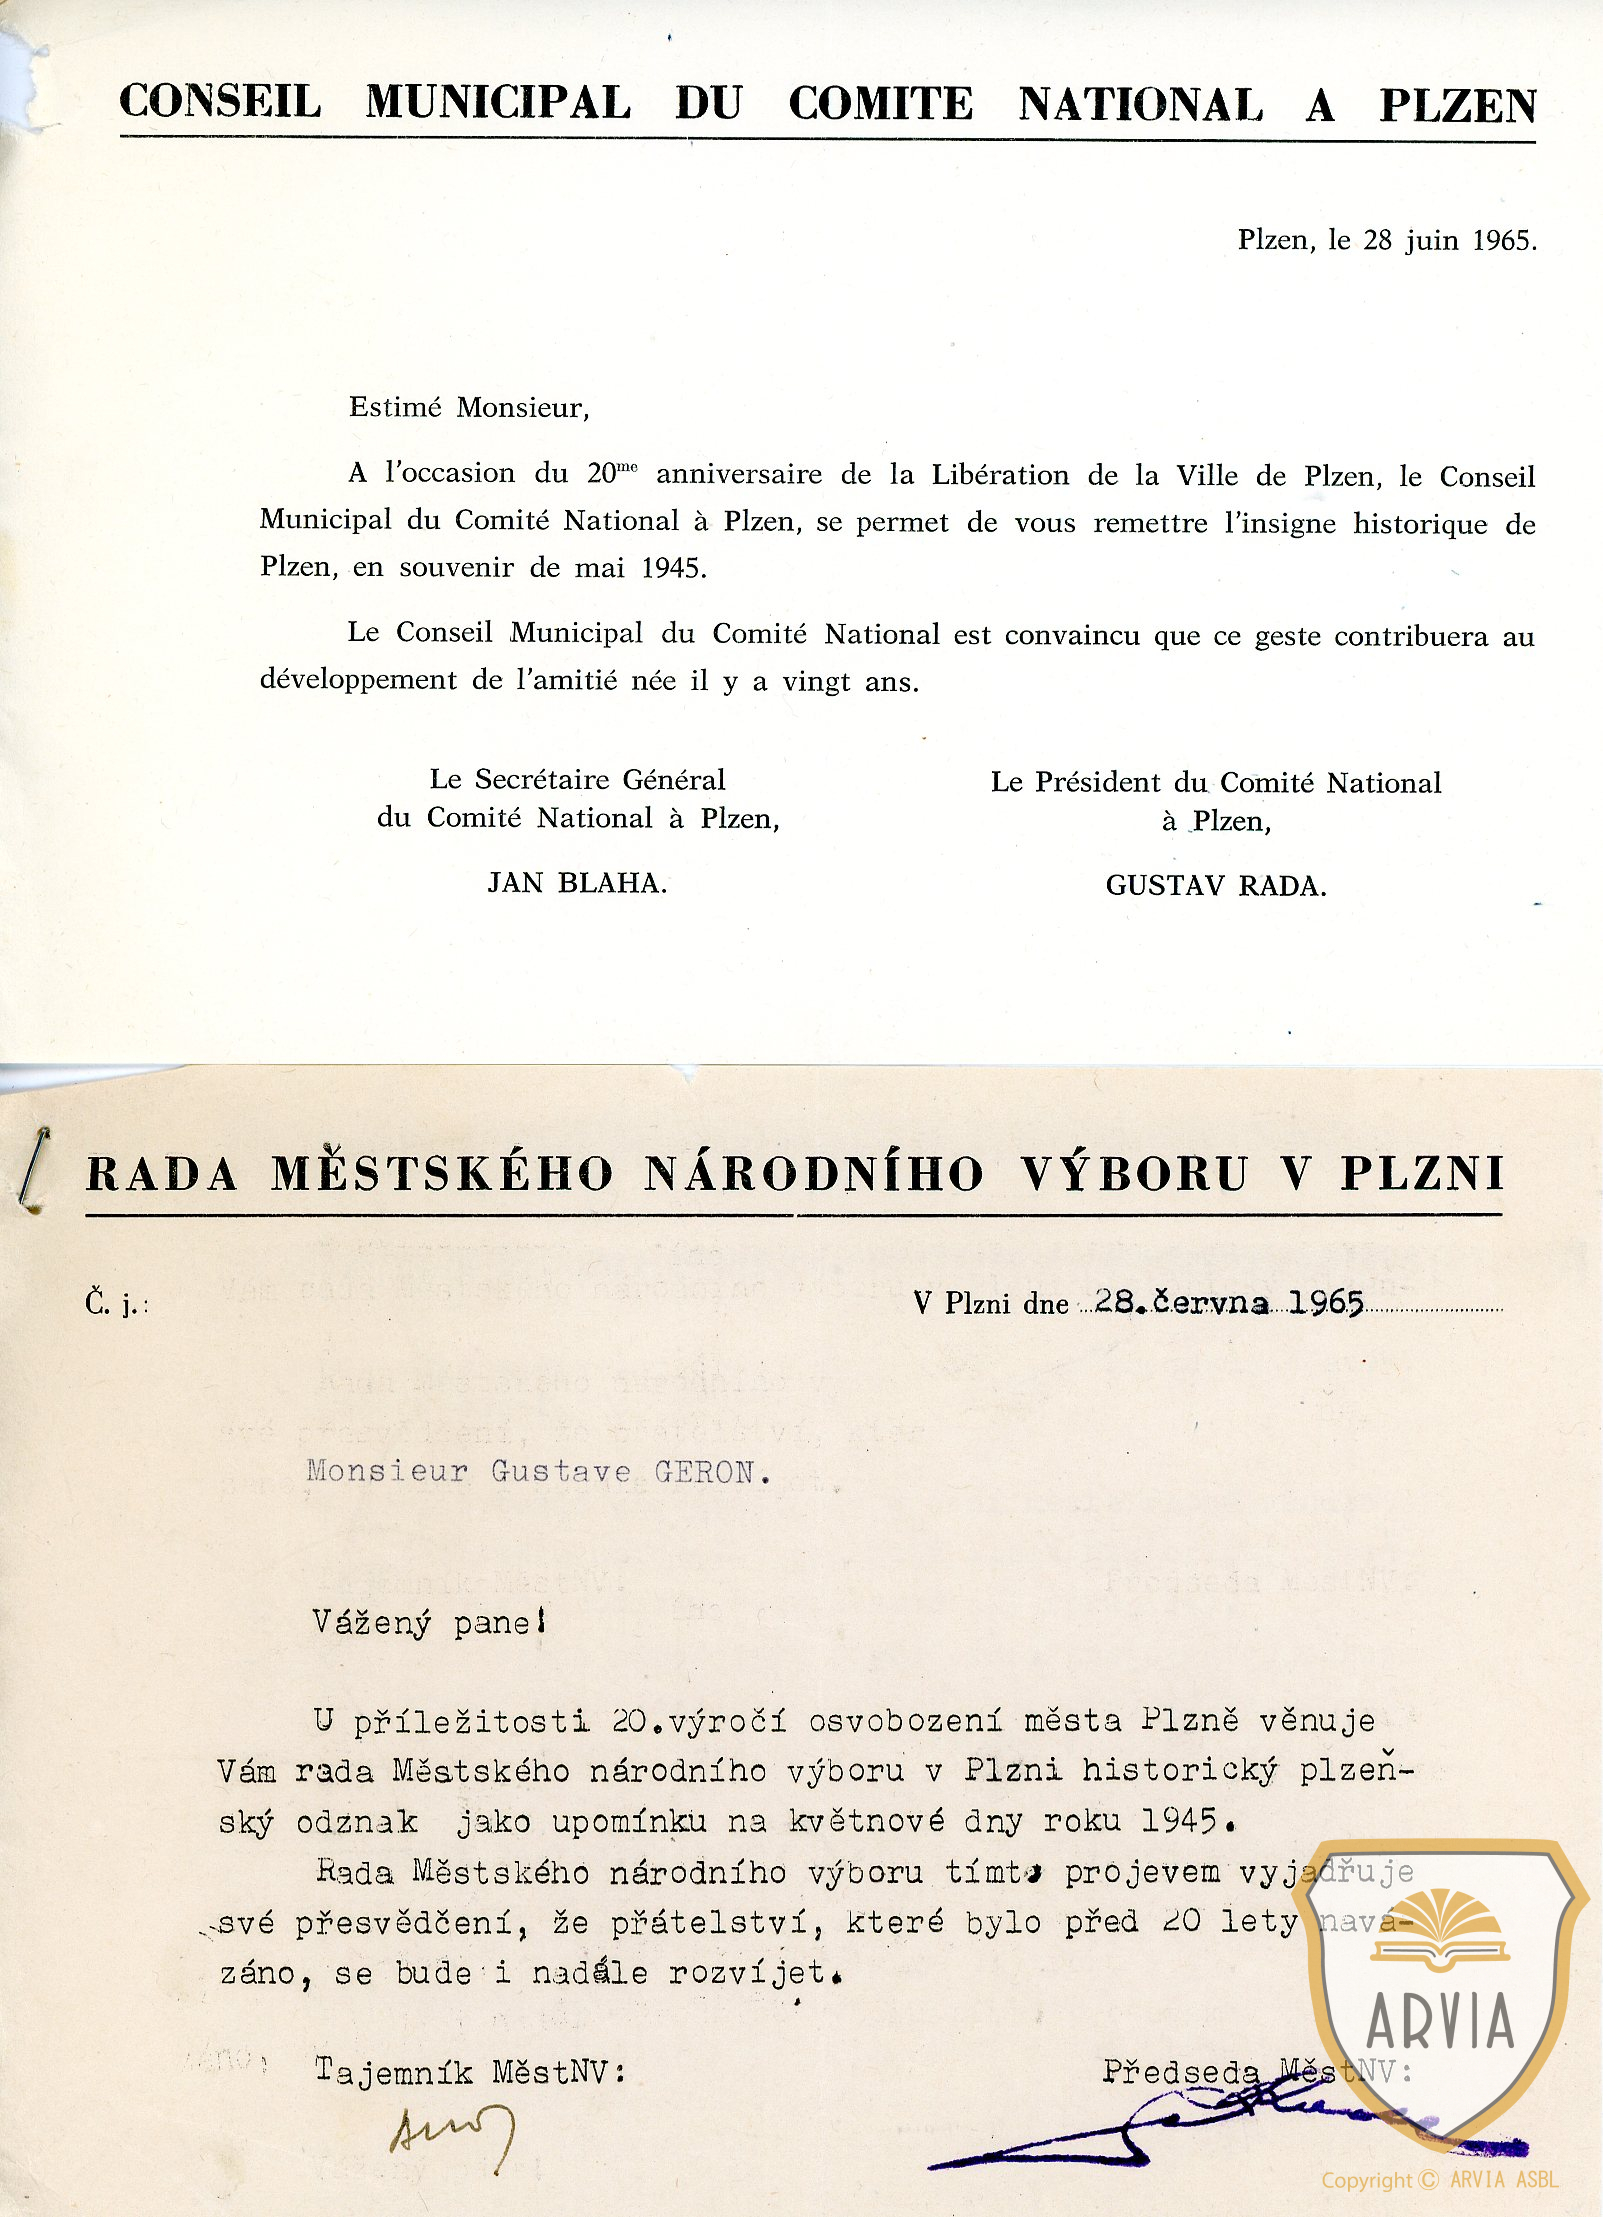 CONSEIL MUNICIPAL DU COMITE NATIONAL A PLZEN
Plzen, le 28 juin 1965.
Estimé Monsieur,
A l'occasion du 20me anniversaire de la Libération de la Ville de Plzen, le Conseil
Municipal du Comité National à Plzen, se permet de vous remettre l'insigne historique de
Plzen, en souvenir de mai 1945.
Le Conseil Municipal du Comité National est convaincu que ce geste contribuera au
développement de l'amitié née il y a vingt ans.
Le Secrétaire Général
du Comité National à Plzen,
JAN BLAHA.
Le Président du Comité National
à Plzen,
GUSTAV RADA.
RADA MĚSTSKÉHO NÁRODNÍHO VÝBORU V PLZNI
Č. j.:
V Plzni dne 28.června 1965
Monsieur Gustave GERON.
Vážený pane!
U příležitosti 20.výročí osvobození města Plzně věnuje
Vám rada Městského národního výboru v Plzni historický plzeň-
ský odznak jako upomínku na květnové dny roku 1945.
Rada Městského národního výboru tímto projevem vyjadřuje
své přesvědčení, že přátelství, které bylo před 20 lety navá-
záno, se bude i nadále rozvíjet.
Tajemník MěstNV:
Předseda MěstNV:
ARVIA
Copyright © ARVIA ASBL